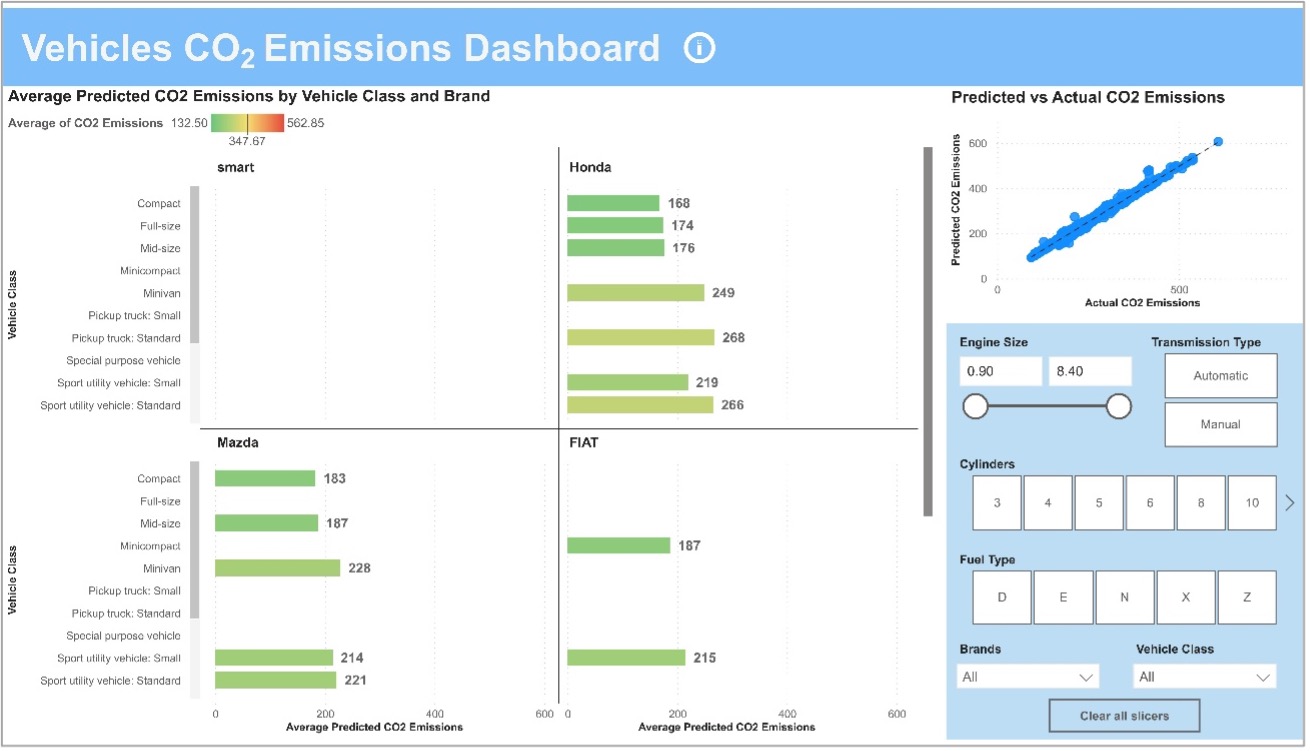 Vehicles CO2 Emissions Dashboard i
Average Predicted CO2 Emissions by Vehicle Class and Brand
Average of CO2 Emissions 132.50 562.85
347.67
smart
Honda
Vehicle Class
Compact 168
Full-size 174
Mid-size 176
Minicompact
Minivan 249
Pickup truck: Small
Pickup truck: Standard 268
Special purpose vehicle
Sport utility vehicle: Small 219
Sport utility vehicle: Standard 266
Mazda
FIAT
Vehicle Class
Compact 183
Full-size
Mid-size 187
Minicompact 187
Minivan 228
Pickup truck: Small
Pickup truck: Standard
Special purpose vehicle
Sport utility vehicle: Small 214 215
Sport utility vehicle: Standard 221
0 200 400 600 0 200 400 600
Average Predicted CO2 Emissions Average Predicted CO2 Emissions
Predicted vs Actual CO2 Emissions
Predicted CO2 Emissions
600
400
200
0
0 500
Actual CO2 Emissions
Engine Size
0.90 8.40
Transmission Type
Automatic
Manual
Cylinders
3 4 5 6 8 10
Fuel Type
D E N X Z
Brands Vehicle Class
All All
Clear all slicers